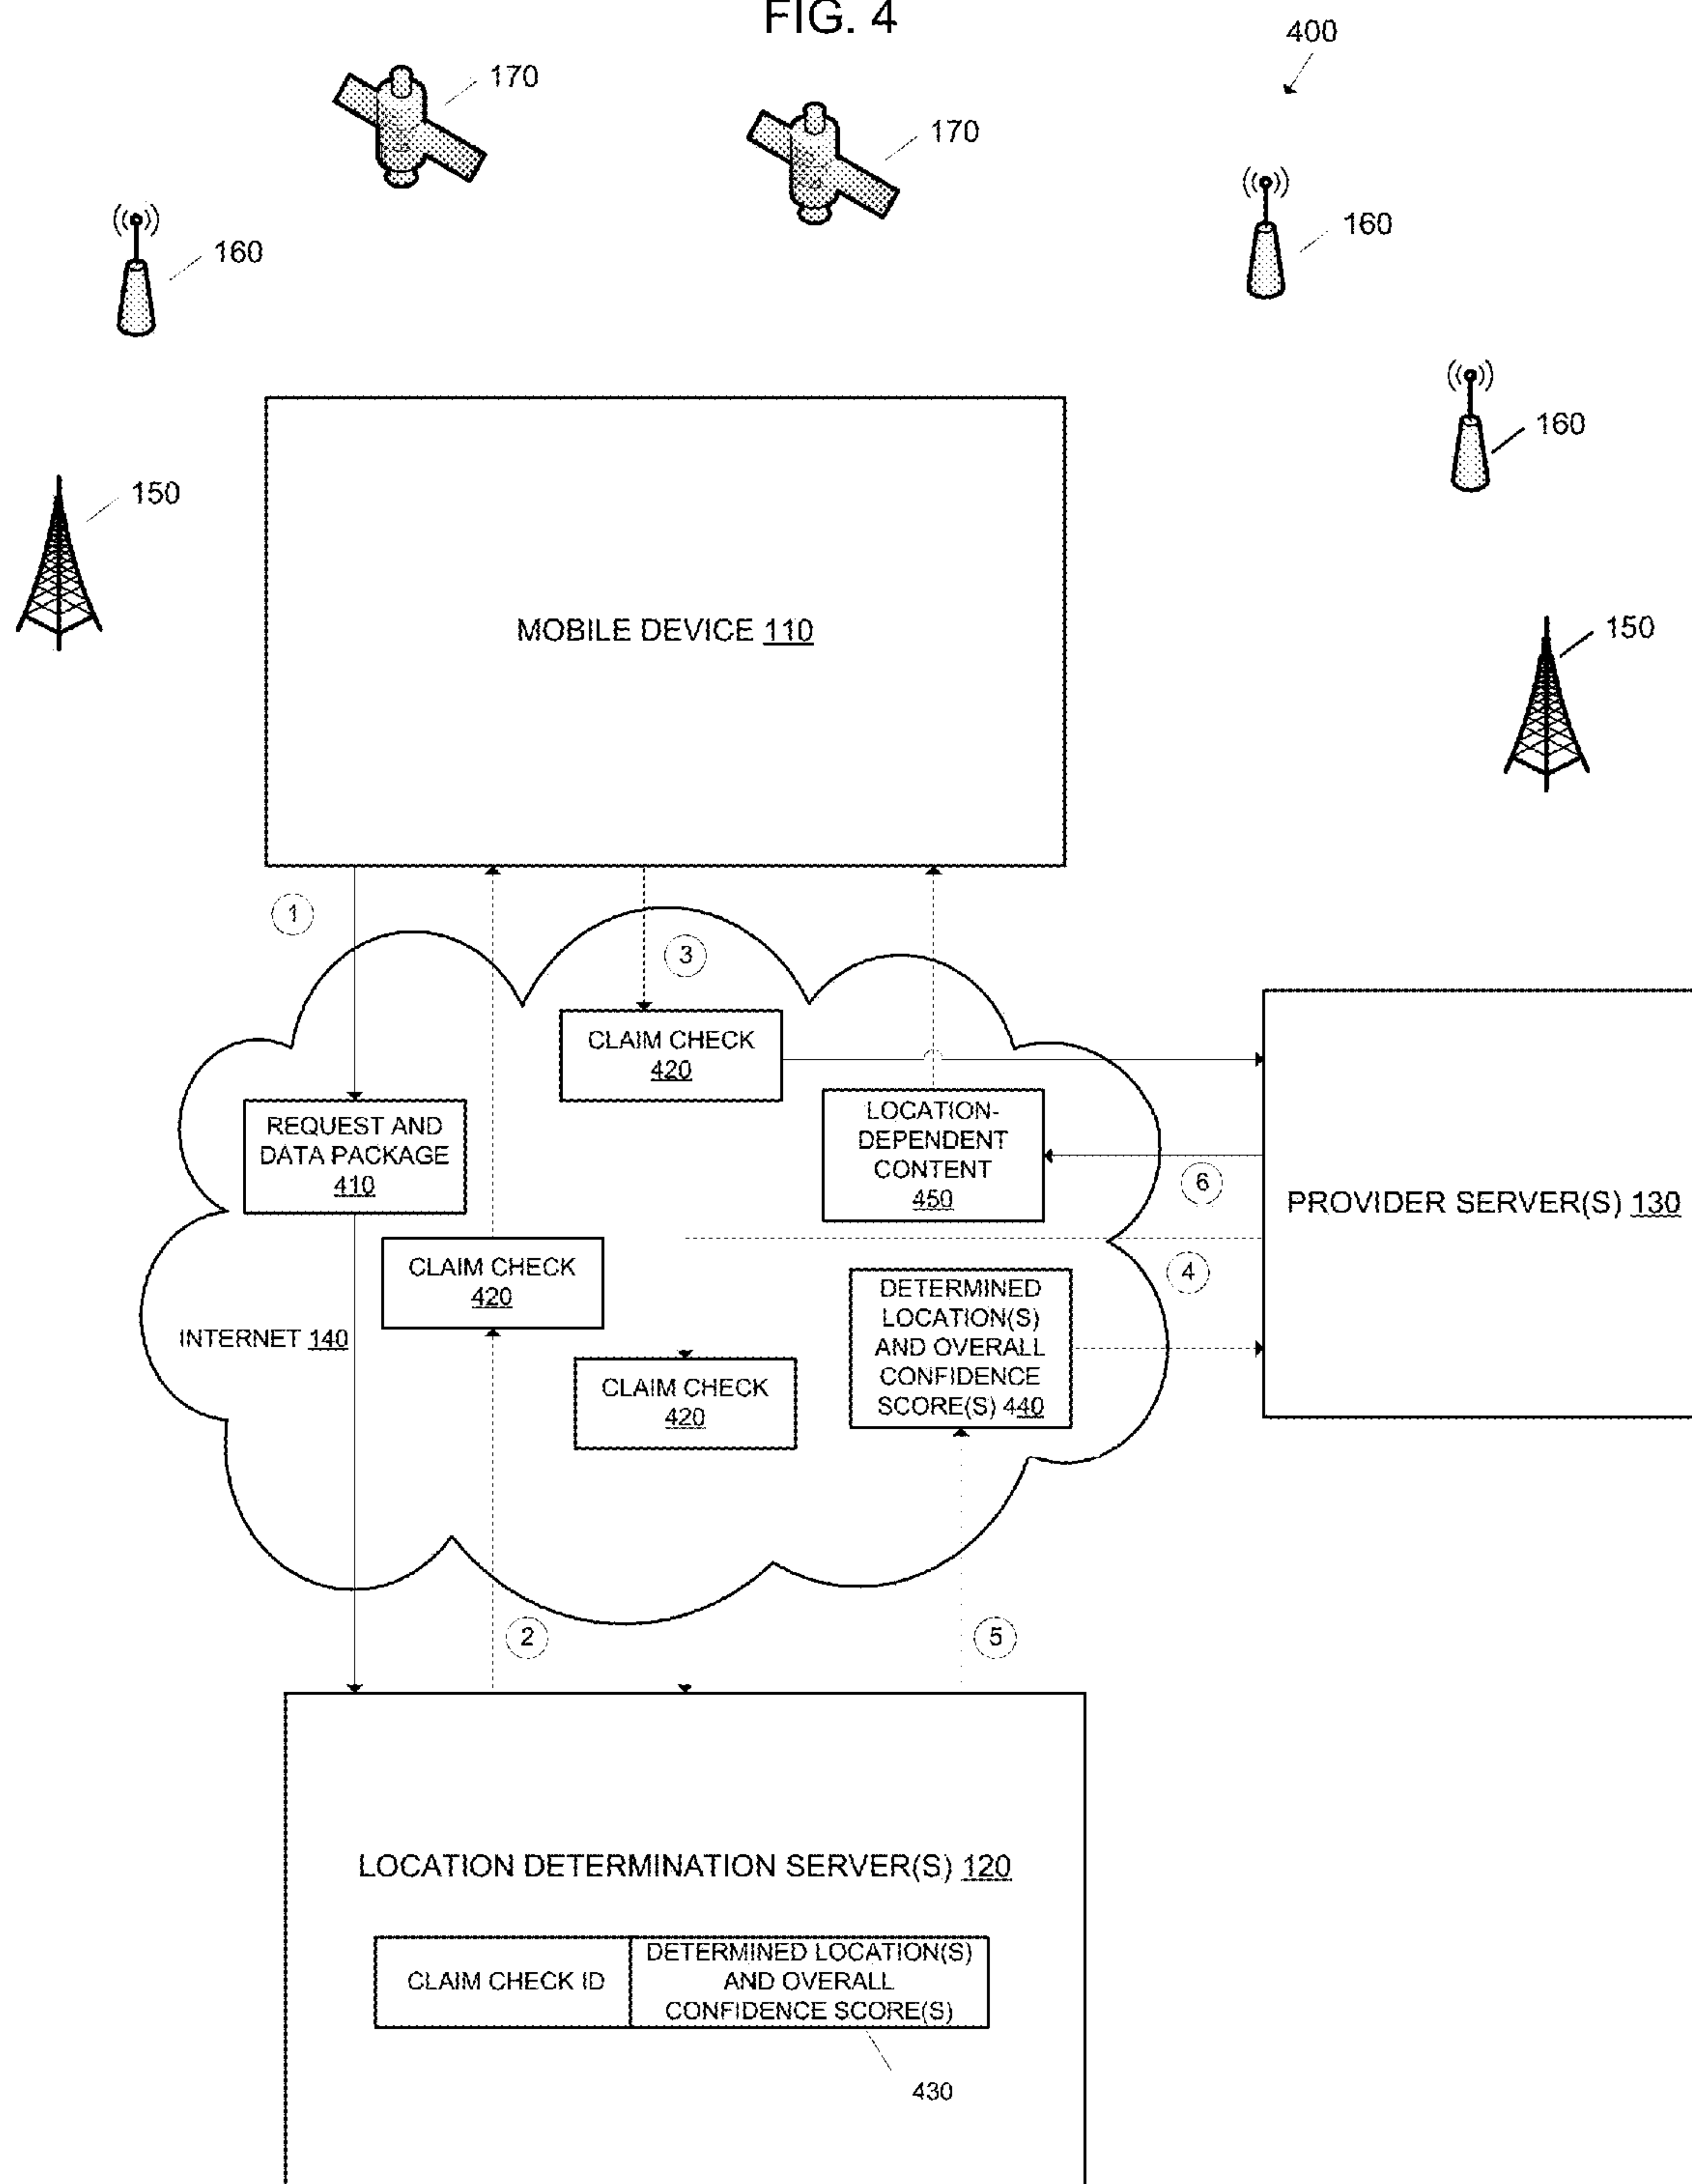 FIG. 4
400
170
170
160
160
160
150
150
MOBILE DEVICE 110
1
3
CLAIM CHECK
420
REQUEST AND
DATA PACKAGE
410
LOCATION-
DEPENDENT
CONTENT
450
6
PROVIDER SERVER(S) 130
CLAIM CHECK
420
4
DETERMINED
LOCATION(S)
AND OVERALL
CONFIDENCE
SCORE(S) 440
INTERNET 140
CLAIM CHECK
420
2
5
LOCATION DETERMINATION SERVER(S) 120
CLAIM CHECK ID
DETERMINED LOCATION(S)
AND OVERALL
CONFIDENCE SCORE(S)
430